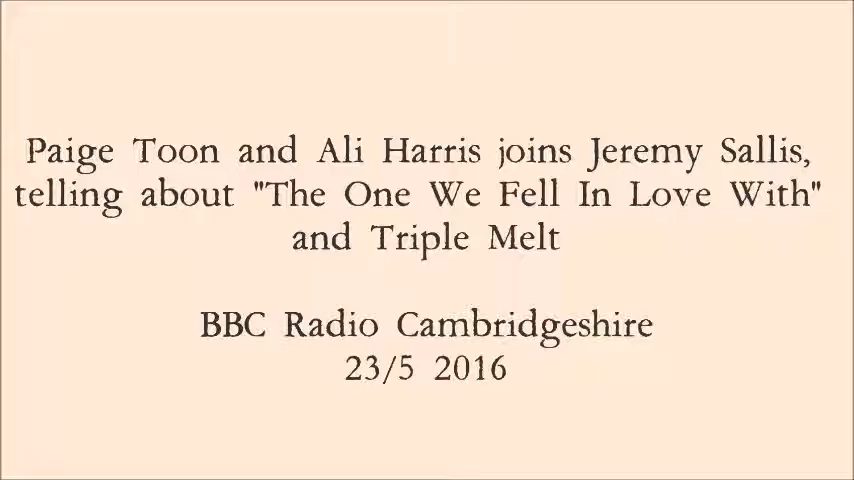 Paige Toon and Ali Harris joins Jeremy Sallis,
telling about "The One We Fell In Love With"
and Triple Melt
BBC Radio Cambridgeshire
23/5 2016